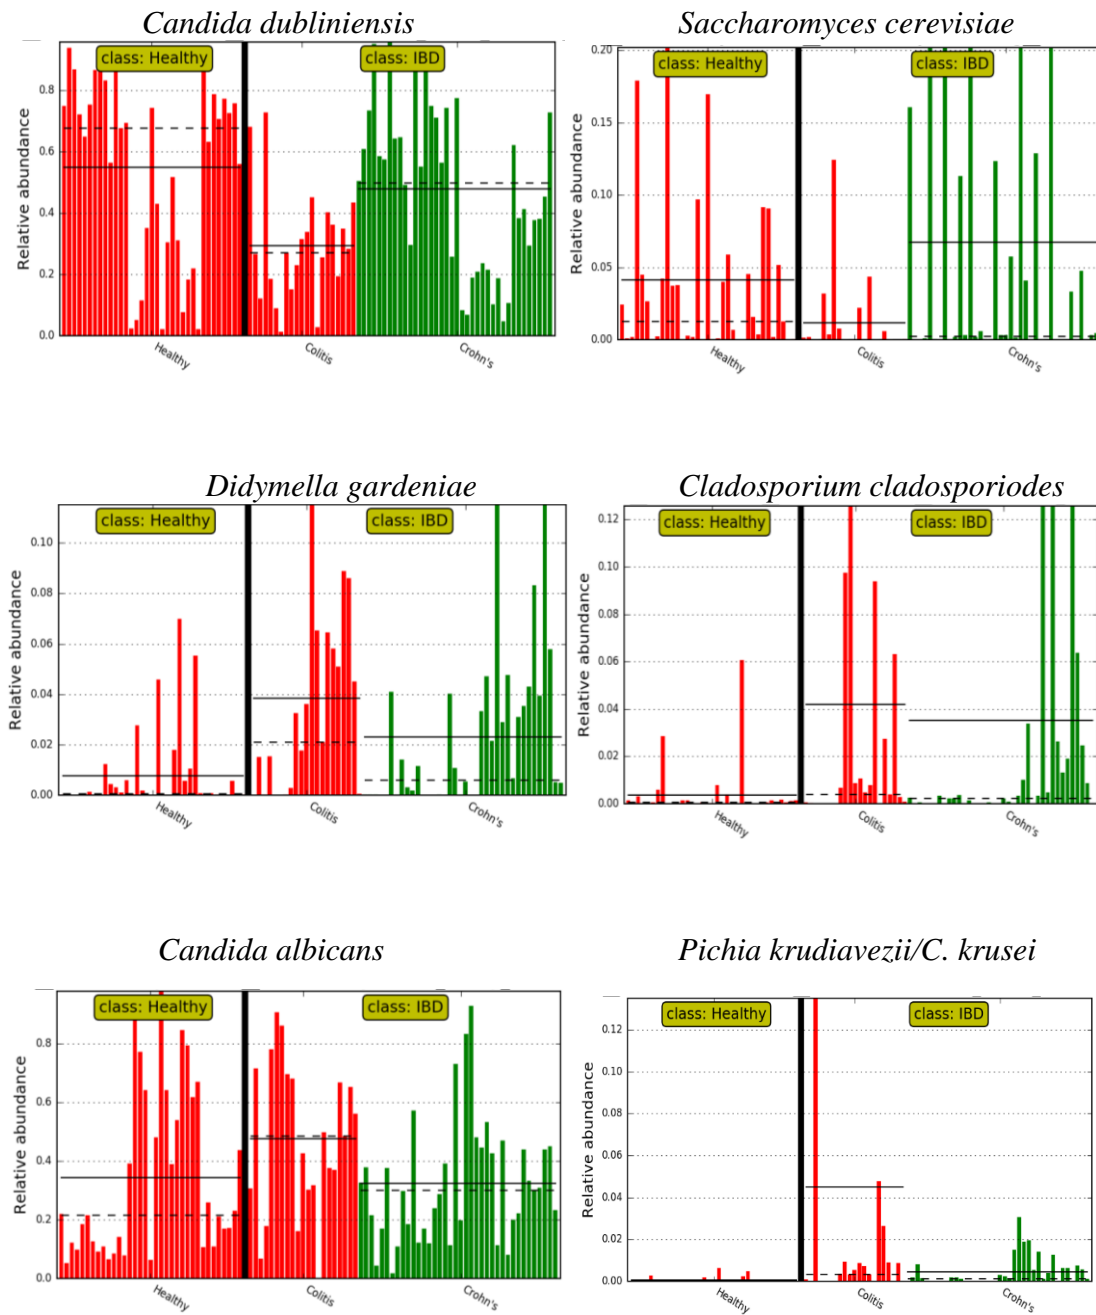 Candida dubliniensis
Relative abundance
0.8
0.6
0.4
0.2
0.0
class: Healthy
class: IBD
Healthy
Colitis
Crohn's
Saccharomyces cerevisiae
Relative abundance
0.20
0.15
0.10
0.05
0.00
class: Healthy
class: IBD
Healthy
Colitis
Crohn's
Didymella gardeniae
Relative abundance
0.10
0.08
0.06
0.04
0.02
0.00
class: Healthy
class: IBD
Healthy
Colitis
Crohn's
Cladosporium cladosporiodes
Relative abundance
0.12
0.10
0.08
0.06
0.04
0.02
0.00
class: Healthy
class: IBD
Healthy
Colitis
Crohn's
Candida albicans
Relative abundance
0.8
0.6
0.4
0.2
0.0
class: Healthy
class: IBD
Healthy
Colitis
Crohn's
Pichia krudiavezii/C. krusei
Relative abundance
0.12
0.10
0.08
0.06
0.04
0.02
0.00
class: Healthy
class: IBD
Healthy
Colitis
Crohn's